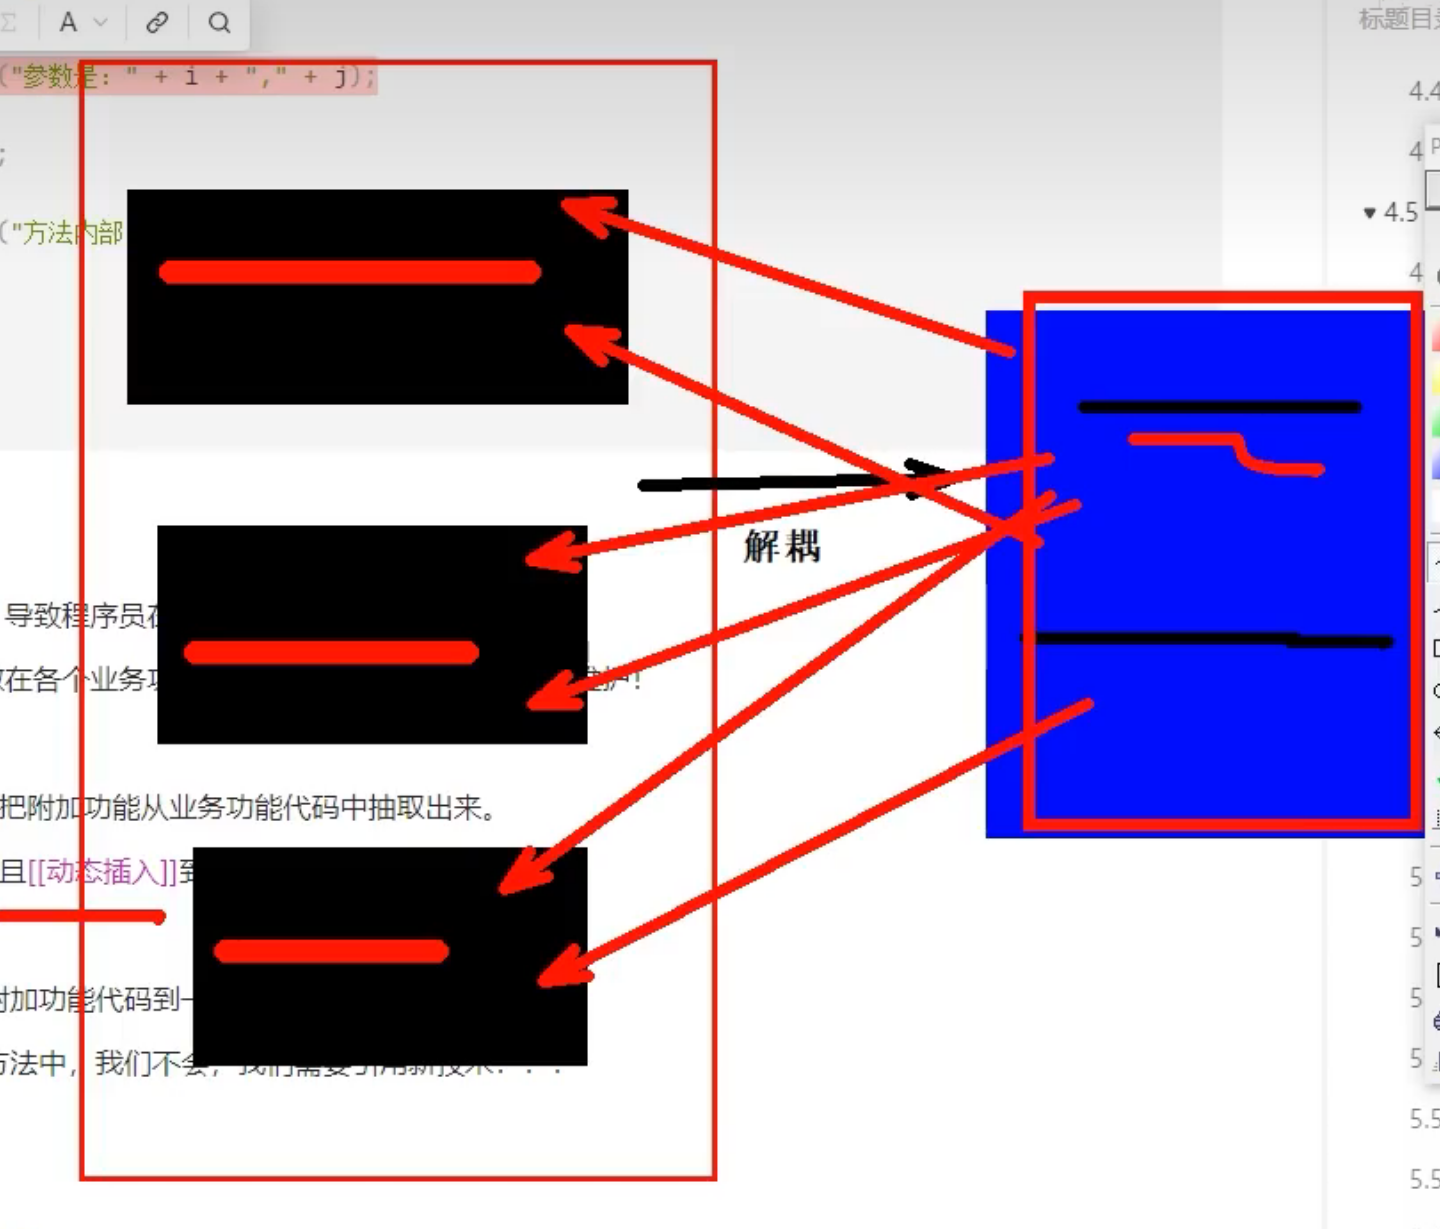 A
标题目录
("参数是：" + i + "," + j);
4.4
;
4
("方法内部
4.5
4
解耦
导致程序员
在各个业务功
维护！
把附加功能从业务功能代码中抽取出来。
且[[动态插入]]到
5
5
附加功能代码到一
5
方法中，我们不会，我们需要引用新技术！！！
5
5.5
5.5